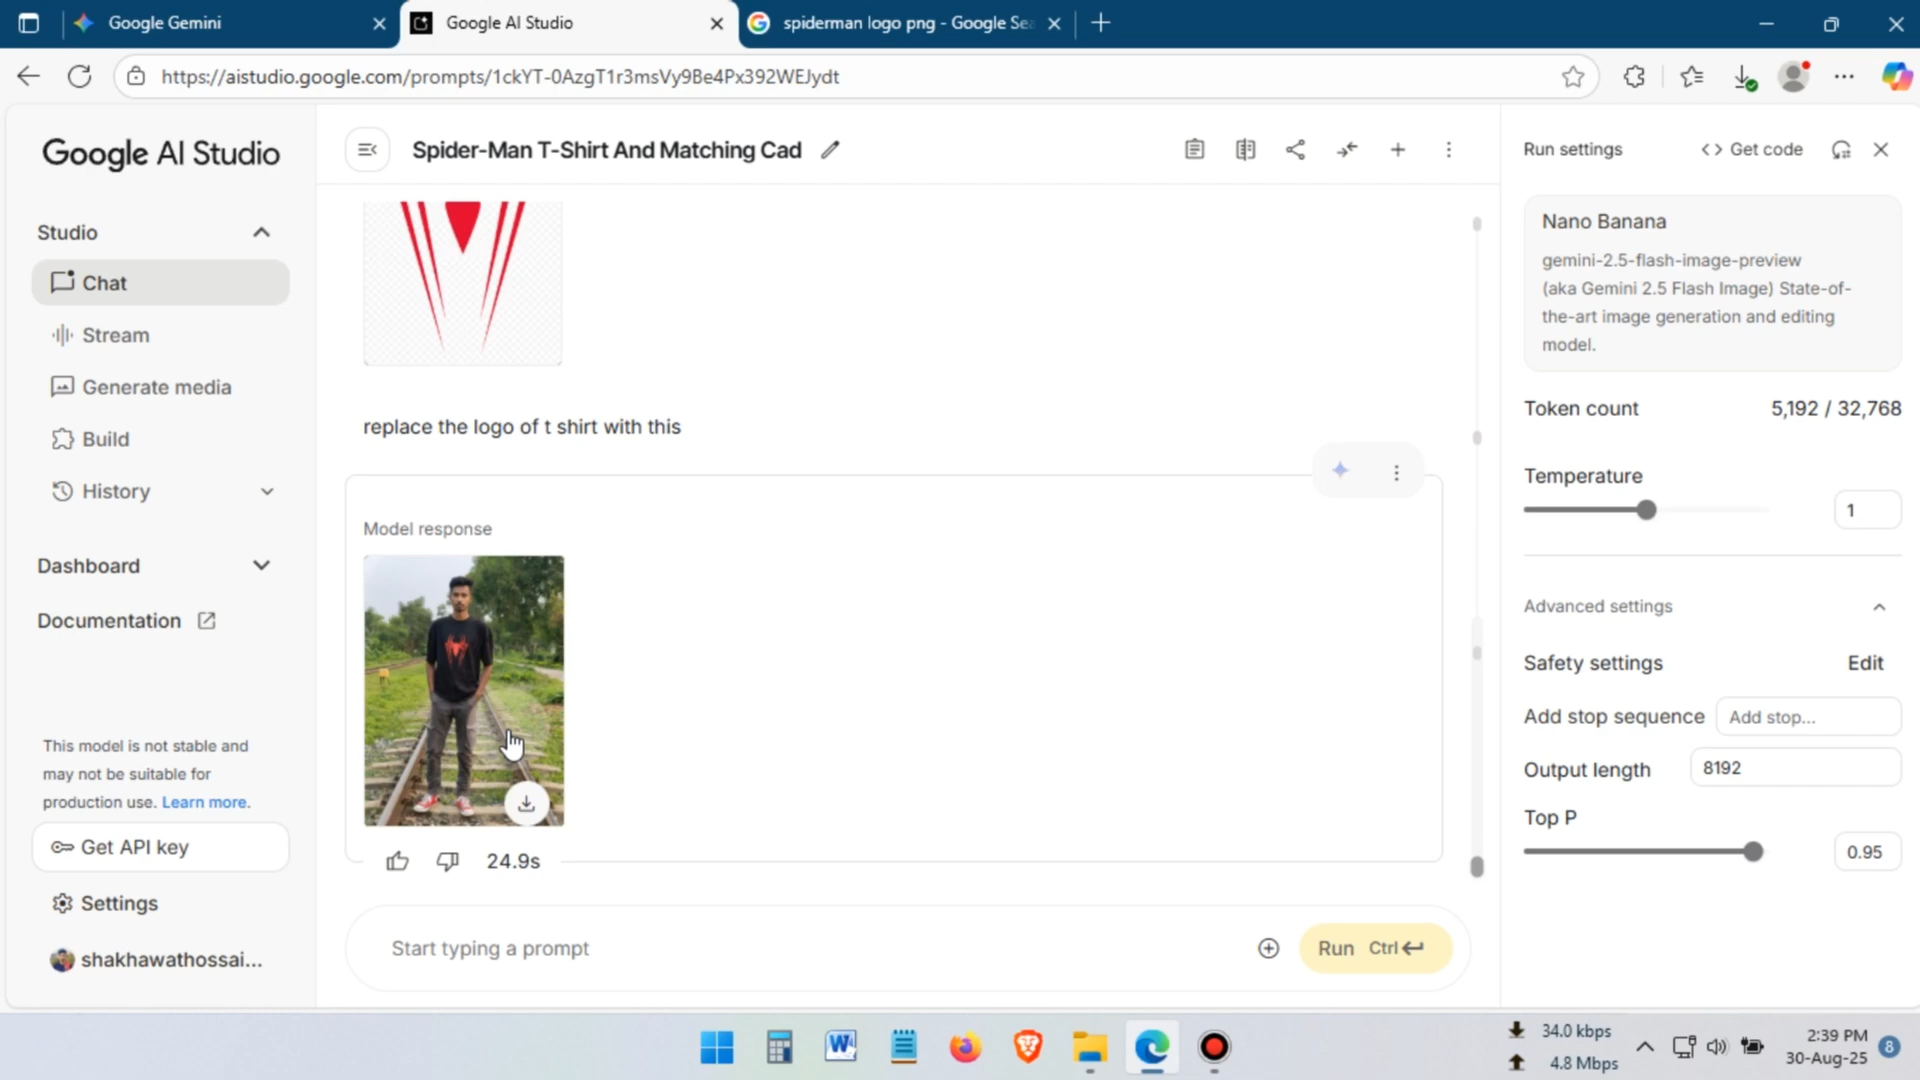 Google Gemini
Google AI Studio
spiderman logo png - Google Sea
https://aistudio.google.com/prompts/1ckYT-0AzgT1r3msVy9Be4Px392WEJydt
Google AI Studio
Studio
Chat
Stream
Generate media
Build
History
Dashboard
Documentation
This model is not stable and
may not be suitable for
production use. Learn more.
Get API key
Settings
shakhawathossai...
Spider-Man T-Shirt And Matching Cad
replace the logo of t shirt with this
Model response
24.9s
Start typing a prompt
Run Ctrl
Run settings
Get code
Nano Banana
gemini-2.5-flash-image-preview
(aka Gemini 2.5 Flash Image) State-of-
the-art image generation and editing
model.
Token count 5,192 / 32,768
Temperature
1
Advanced settings
Safety settings Edit
Add stop sequence Add stop...
Output length 8192
Top P
0.95
34.0 kbps
4.8 Mbps
2:39 PM
30-Aug-25
8